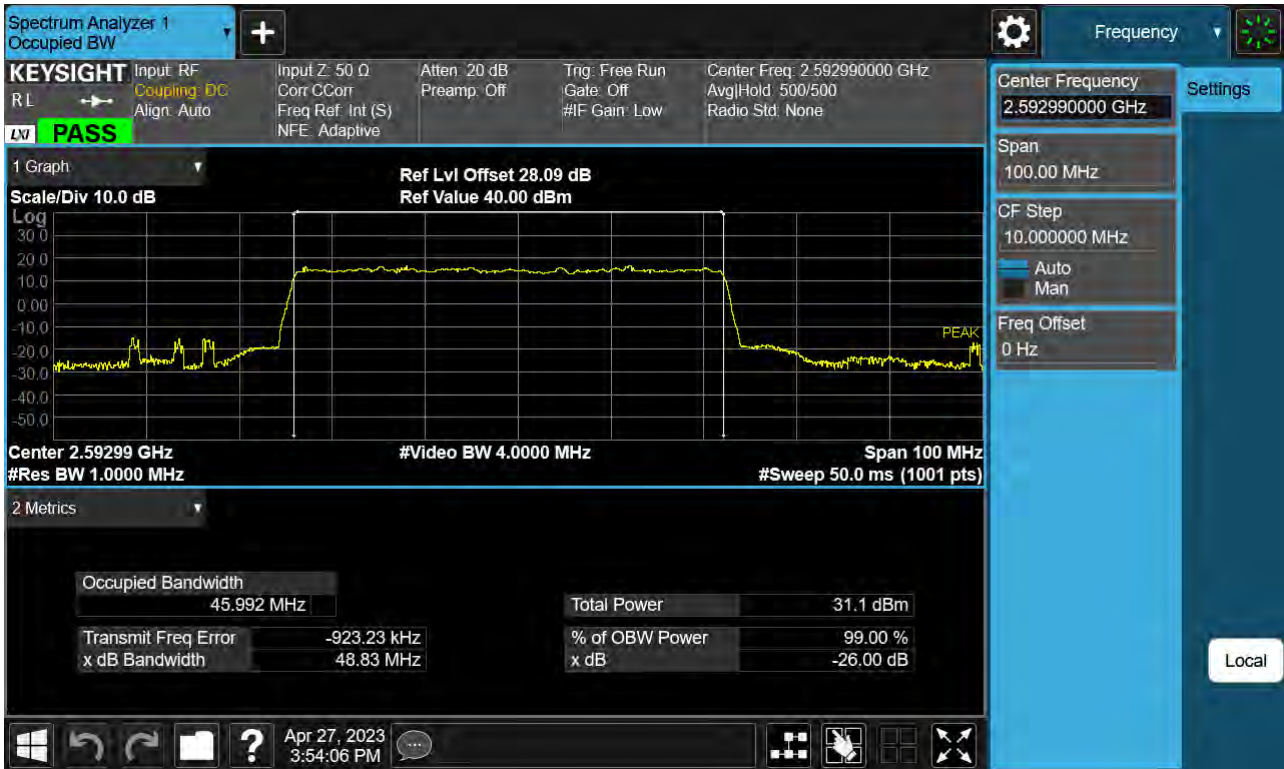 Spectrum Analyzer 1
Occupied BW
+
Frequency
KEYSIGHT
R L
LXI PASS
Input: RF
Coupling: DC
Align: Auto
Input Z: 50 Ω
Corr CCorr
Freq Ref: Int (S)
NFE: Adaptive
Atten: 20 dB
Preamp: Off
Trig: Free Run
Gate: Off
#IF Gain: Low
Center Freq: 2.592990000 GHz
Avg|Hold: 500/500
Radio Std: None
Center Frequency
2.592990000 GHz
Settings
Span
100.00 MHz
CF Step
10.000000 MHz
Auto
Man
Freq Offset
0 Hz
Local
1 Graph
Scale/Div 10.0 dB
Ref Lvl Offset 28.09 dB
Ref Value 40.00 dBm
Log
30.0
20.0
10.0
0.00
-10.0
-20.0
-30.0
-40.0
-50.0
PEAK
Center 2.59299 GHz
#Video BW 4.0000 MHz
Span 100 MHz
#Res BW 1.0000 MHz
#Sweep 50.0 ms (1001 pts)
2 Metrics
Occupied Bandwidth
45.992 MHz
Total Power 31.1 dBm
Transmit Freq Error -923.23 kHz
% of OBW Power 99.00 %
x dB Bandwidth 48.83 MHz
x dB -26.00 dB
?
Apr 27, 2023
3:54:06 PM